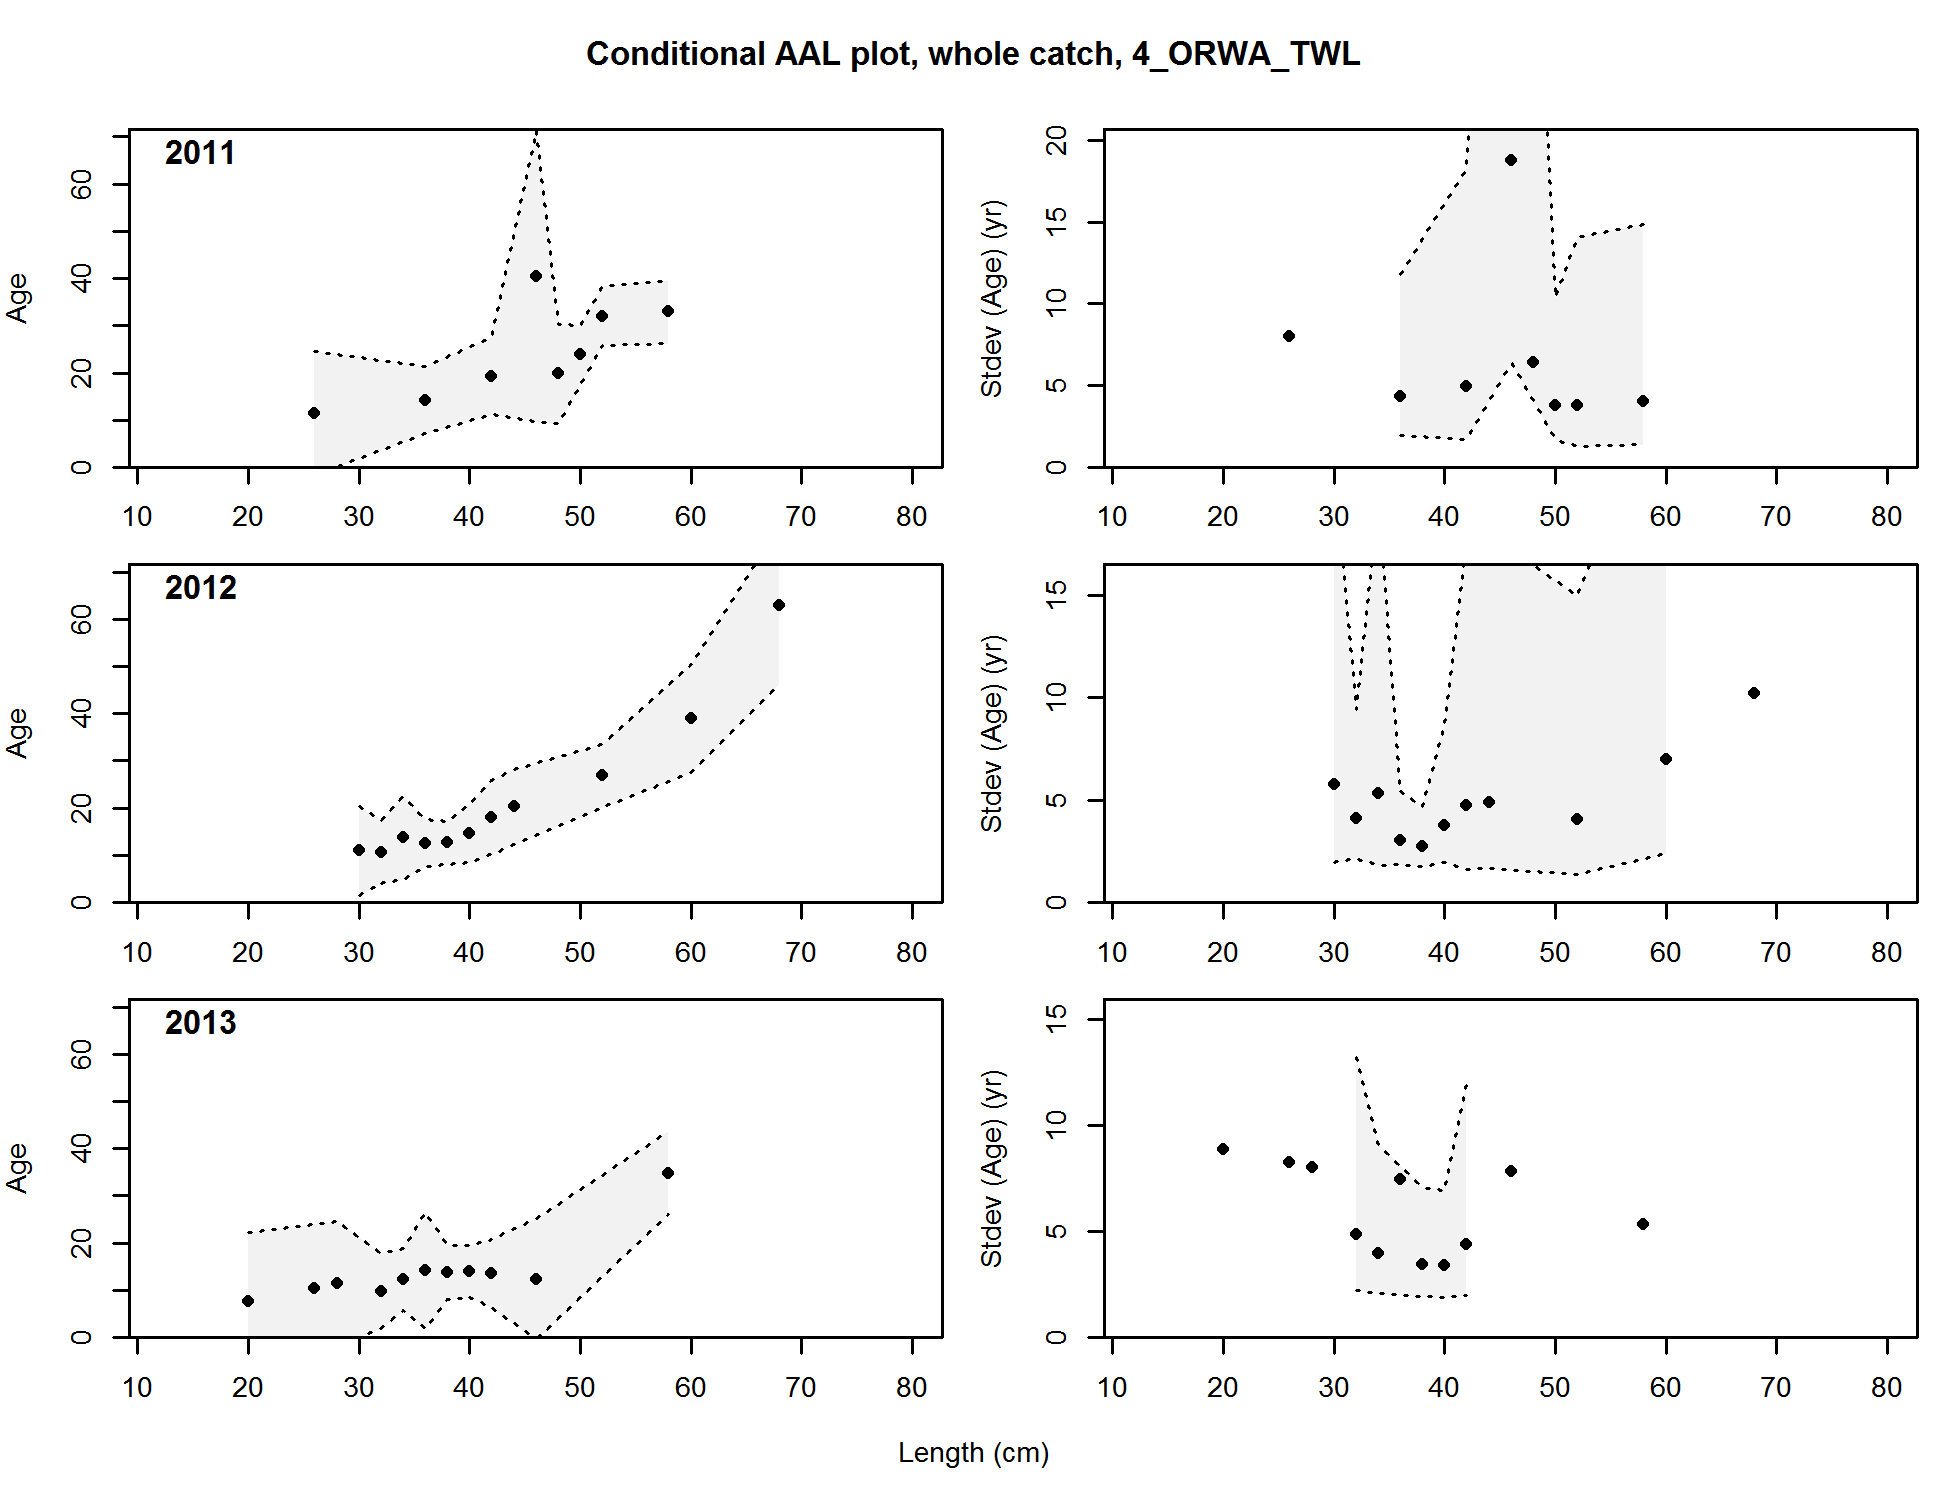 Conditional AAL plot, whole catch, 4_ORWA_TWL
2011
Age
0 20 40 60
10 20 30 40 50 60 70 80
Stdev (Age) (yr)
0 5 10 15 20
10 20 30 40 50 60 70 80
2012
Age
0 20 40 60
10 20 30 40 50 60 70 80
Stdev (Age) (yr)
0 5 10 15
10 20 30 40 50 60 70 80
2013
Age
0 20 40 60
10 20 30 40 50 60 70 80
Stdev (Age) (yr)
0 5 10 15
10 20 30 40 50 60 70 80
Length (cm)